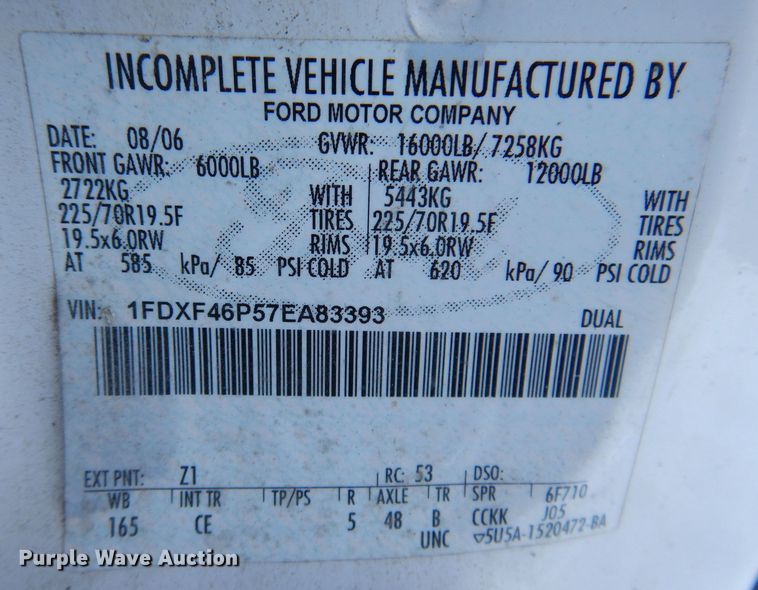 INCOMPLETE VEHICLE MANUFACTURED BY
FORD MOTOR COMPANY
DATE: 08/06 GVWR: 16000LB/ 7258KG
FRONT GAWR: 6000LB REAR GAWR: 12000LB
2722KG WITH 5443KG WITH
225/70R19.5F TIRES 225/70R19.5F TIRES
19.5x6.0RW RIMS 19.5x6.0RW RIMS
AT 585 kPa/ 85 PSI COLD AT 620 kPa/ 90 PSI COLD
VIN: 1FDXF46P57EA83393 DUAL
EXT PNT: Z1 RC: 53 DSO:
WB INT TR TP/PS R AXLE TR SPR 6F710
165 CE 5 48 B CCKK J05
UNC ▽5U5A-1520472-BA
Purple Wave Auction